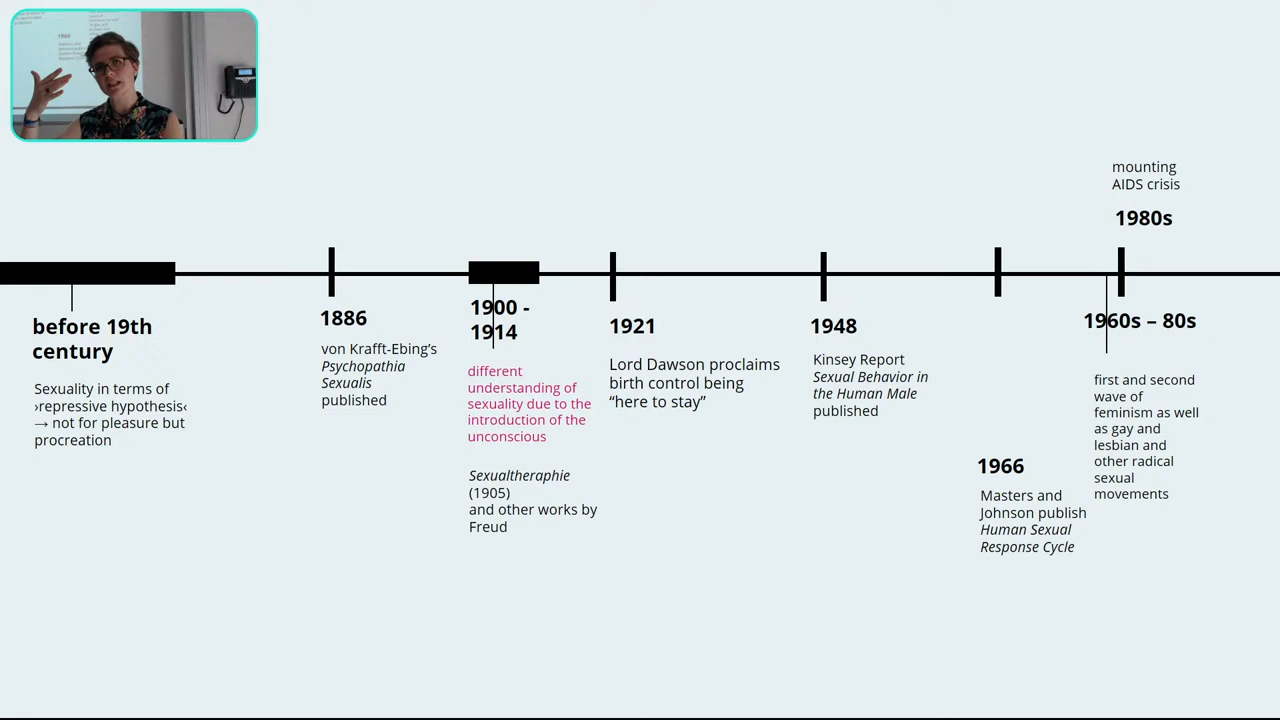 before 19th
century
Sexuality in terms of
›repressive hypothesis‹
→ not for pleasure but
procreation
1886
von Krafft-Ebing’s
Psychopathia
Sexualis
published
1900 -
1914
different
understanding of
sexuality due to the
introduction of the
unconscious
Sexualtheraphie
(1905)
and other works by
Freud
1921
Lord Dawson proclaims
birth control being
“here to stay”
1948
Kinsey Report
Sexual Behavior in
the Human Male
published
1966
Masters and
Johnson publish
Human Sexual
Response Cycle
mounting
AIDS crisis
1980s
1960s – 80s
first and second
wave of
feminism as well
as gay and
lesbian and
other radical
sexual
movements